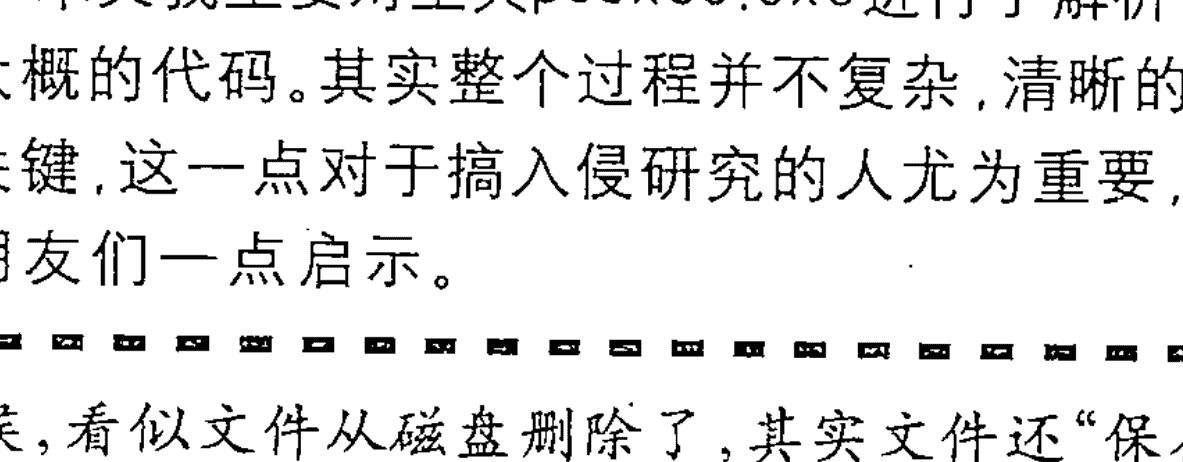 大概的代码。其实整个过程并不复杂,清晰的
关键,这一点对于搞入侵研究的人尤为重要,
朋友们一点启示。
,看似文件从磁盘删除了,其实文件还“保